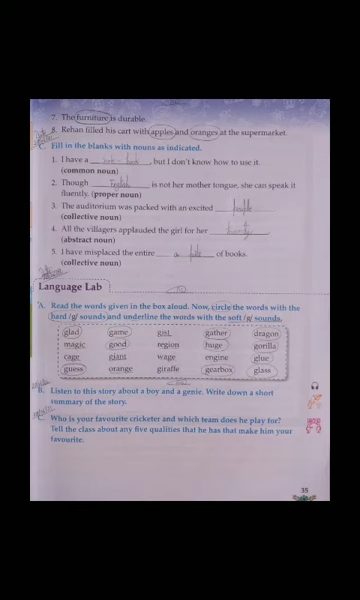 7. The furniture is durable.
8. Rehan filled his cart with apples and oranges at the supermarket.
C. Fill in the blanks with nouns as indicated.
1. I have a note-book, but I don't know how to use it.
(common noun)
2. Though English is not her mother tongue, she can speak it
fluently. (proper noun)
3. The auditorium was packed with an excited people
(collective noun)
4. All the villagers applauded the girl for her
(abstract noun)
5. I have misplaced the entire of books.
(collective noun)
Language Lab
A. Read the words given in the box aloud. Now, circle the words with the
hard /g/ sounds and underline the words with the soft /g/ sounds.
glad game girl gather dragon
magic good region huge gorilla
cage giant wage engine glue
guess orange giraffe gearbox glass
B. Listen to this story about a boy and a genie. Write down a short
summary of the story.
Who is your favourite cricketer and which team does he play for?
Tell the class about any five qualities that he has that make him your
favourite.
35